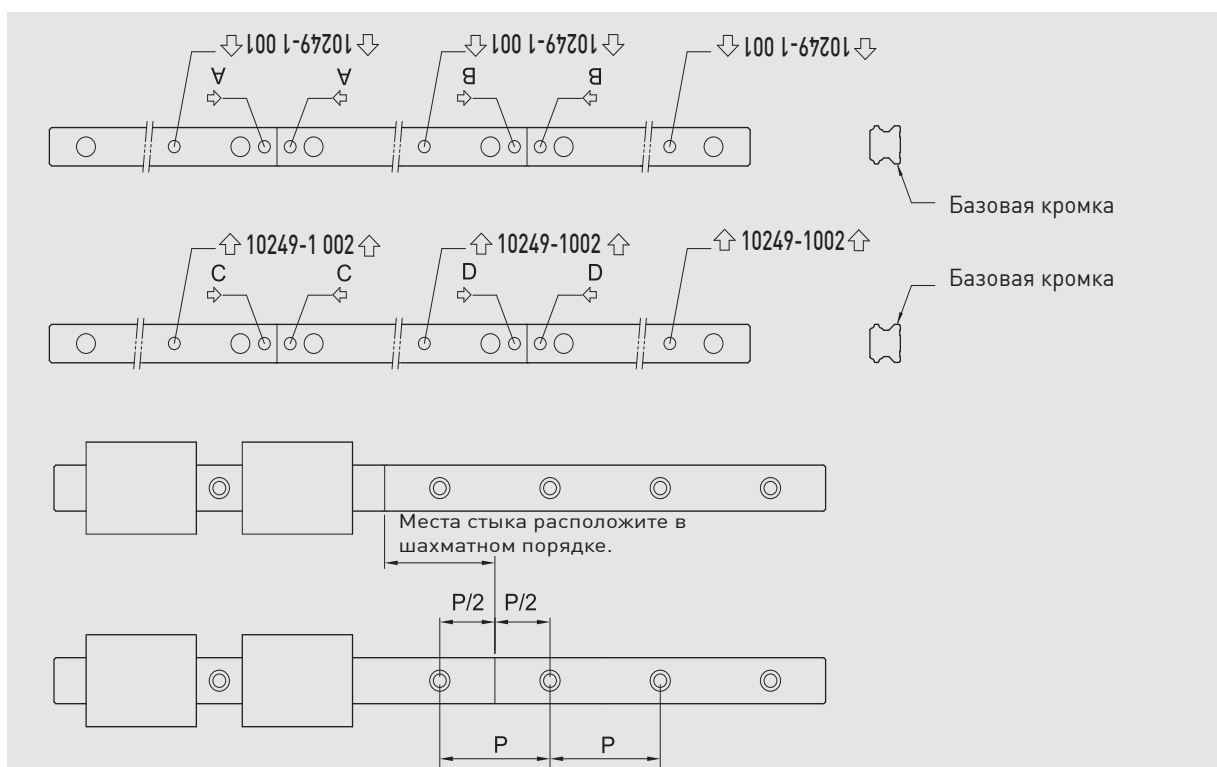 10249-1 001
10249-1 001
10249-1 001
A
A
B
B
Базовая кромка
10249-1 002
10249-1002
10249-1002
C
C
D
D
Базовая кромка
Места стыка расположите в
шахматном порядке.
P/2
P/2
P
P